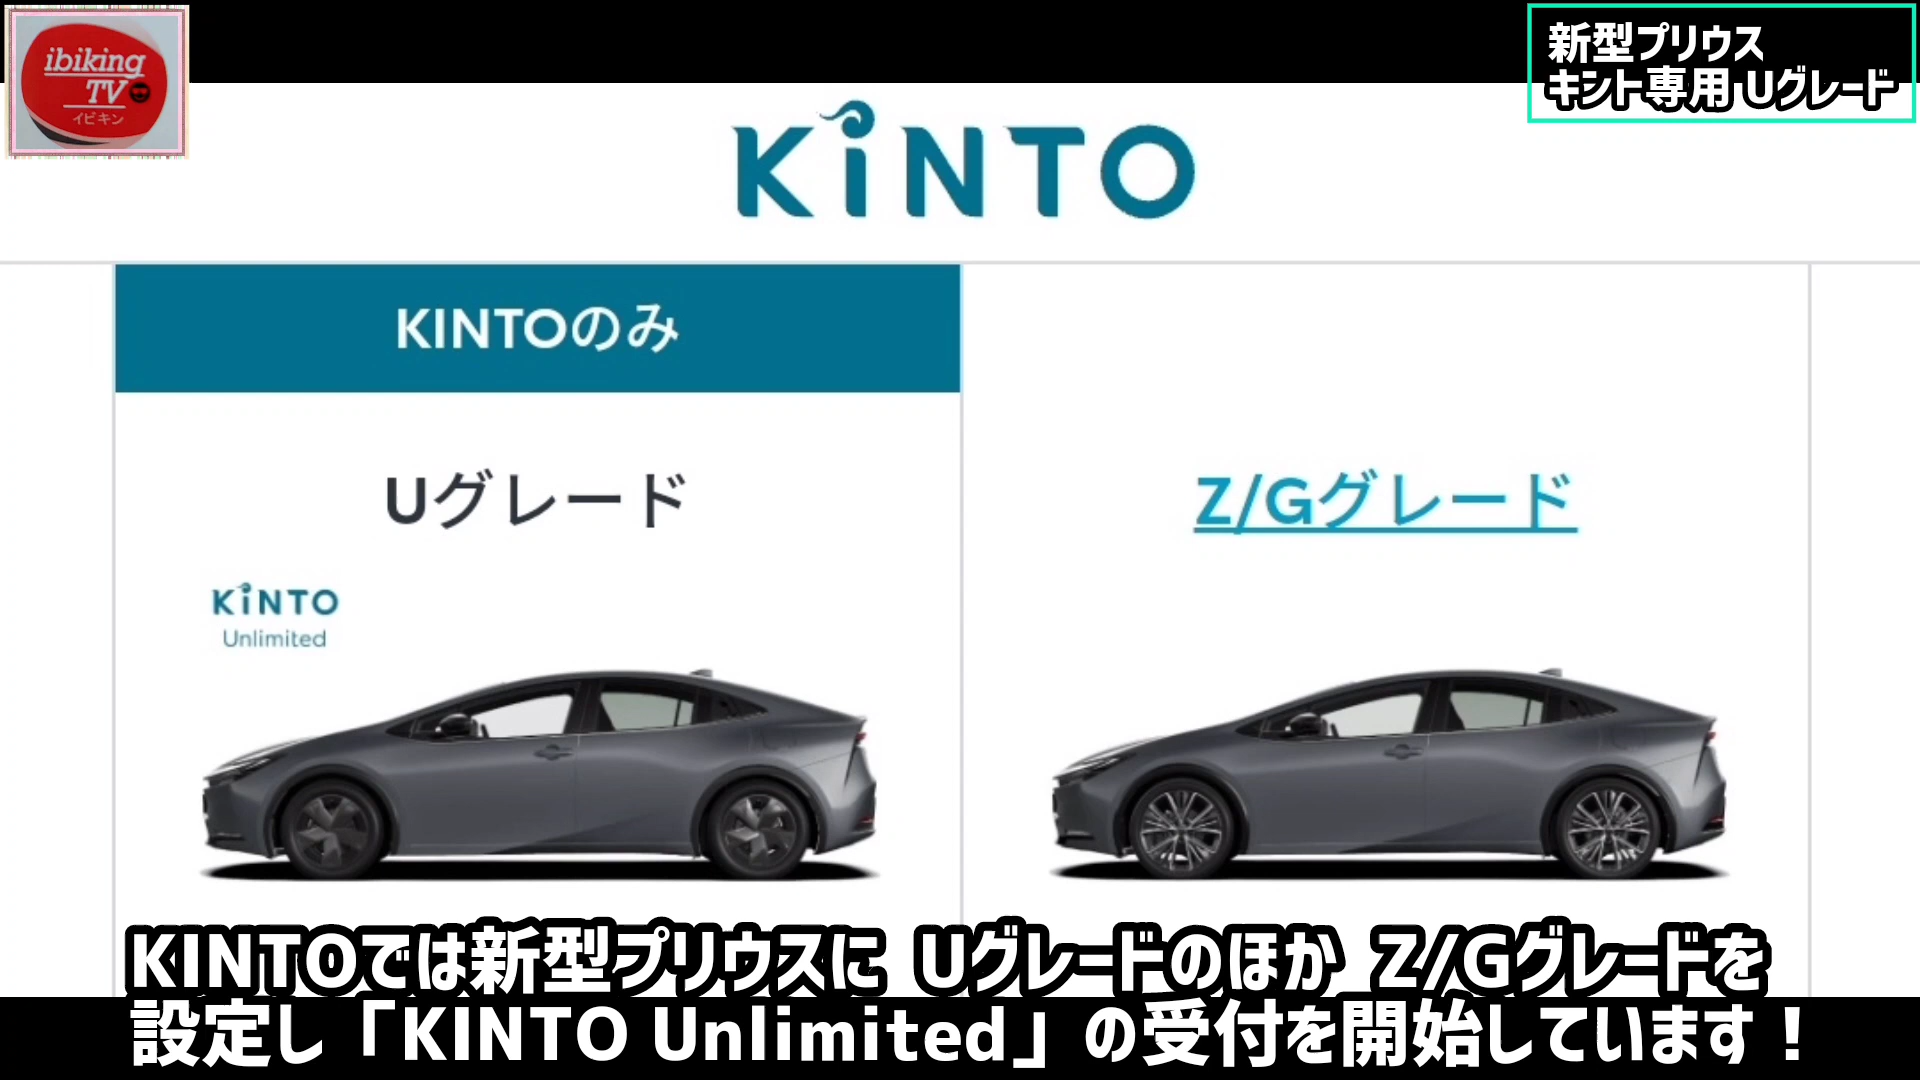 ibiking
TV
イビキン
新型プリウス
キント専用 Uグレード
KINTO
KINTOのみ
Uグレード
Z/Gグレード
KINTO
Unlimited
KINTOでは新型プリウスに Uグレードのほか Z/Gグレードを
設定し「KINTO Unlimited」の受付を開始しています！